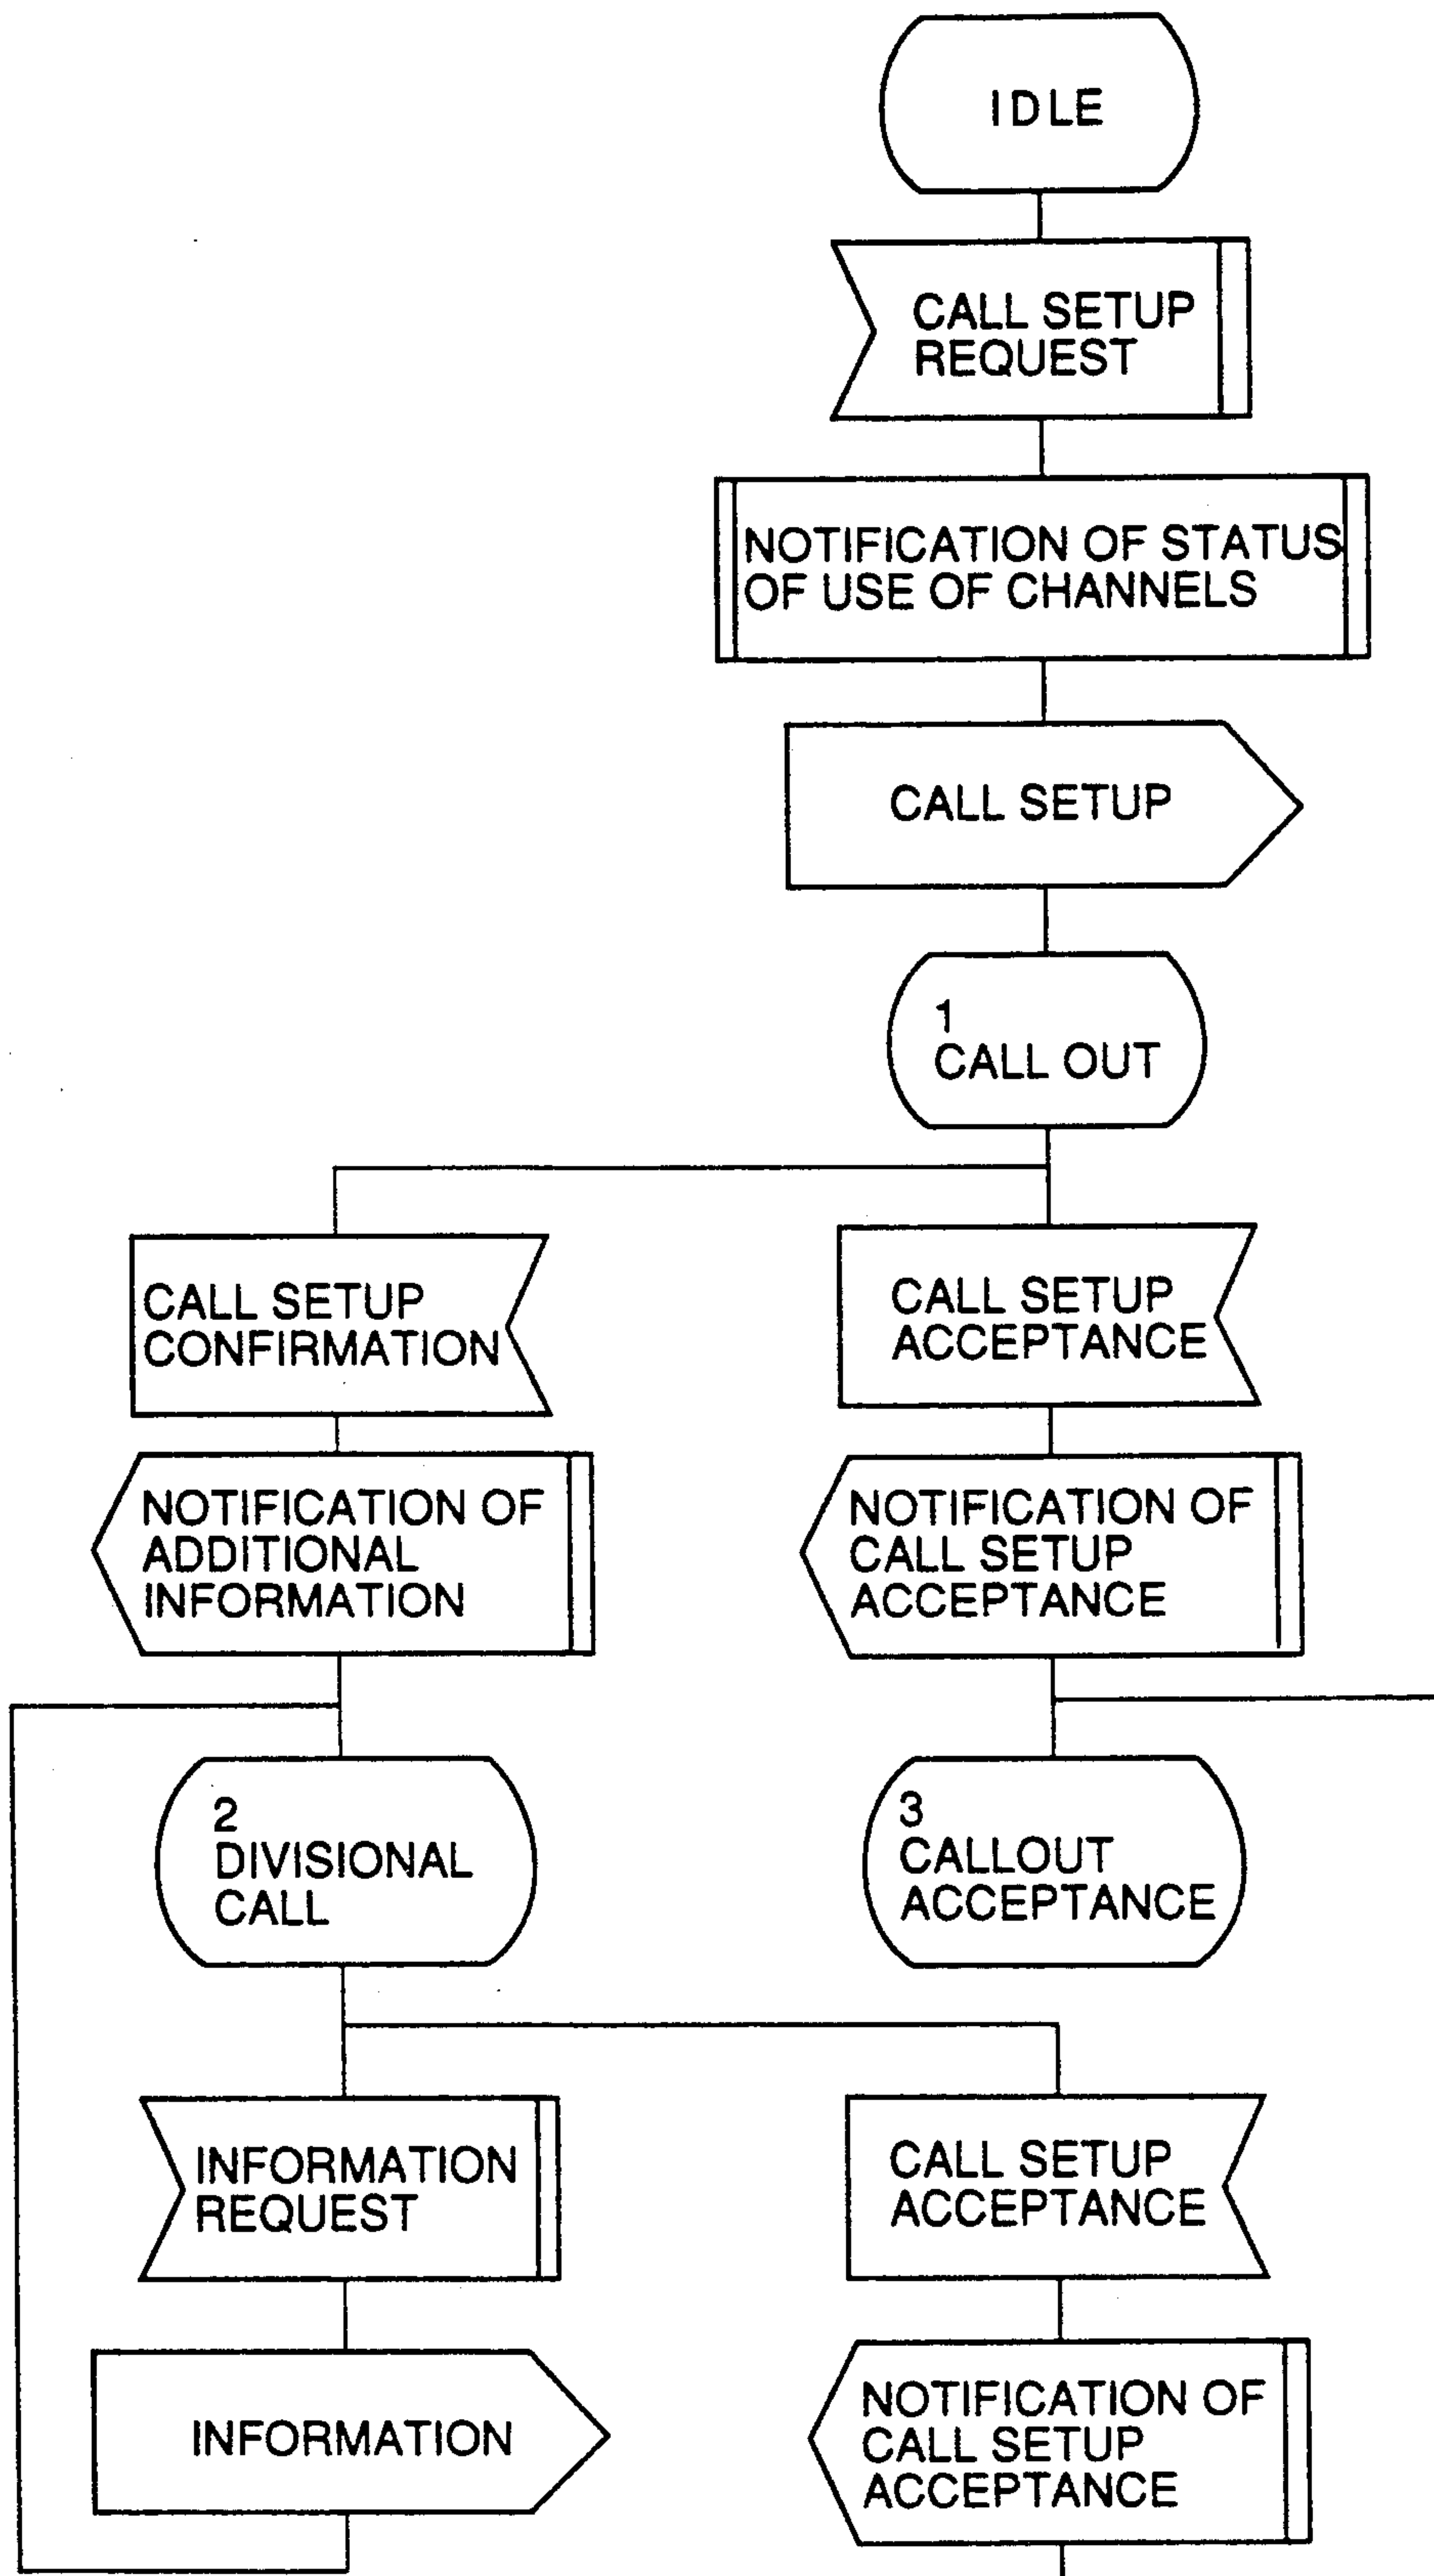 IDLE
CALL SETUP
REQUEST
NOTIFICATION OF STATUS
OF USE OF CHANNELS
CALL SETUP
1
CALL OUT
CALL SETUP
CONFIRMATION
CALL SETUP
ACCEPTANCE
NOTIFICATION OF
ADDITIONAL
INFORMATION
NOTIFICATION OF
CALL SETUP
ACCEPTANCE
2
DIVISIONAL
CALL
3
CALLOUT
ACCEPTANCE
INFORMATION
REQUEST
CALL SETUP
ACCEPTANCE
INFORMATION
NOTIFICATION OF
CALL SETUP
ACCEPTANCE